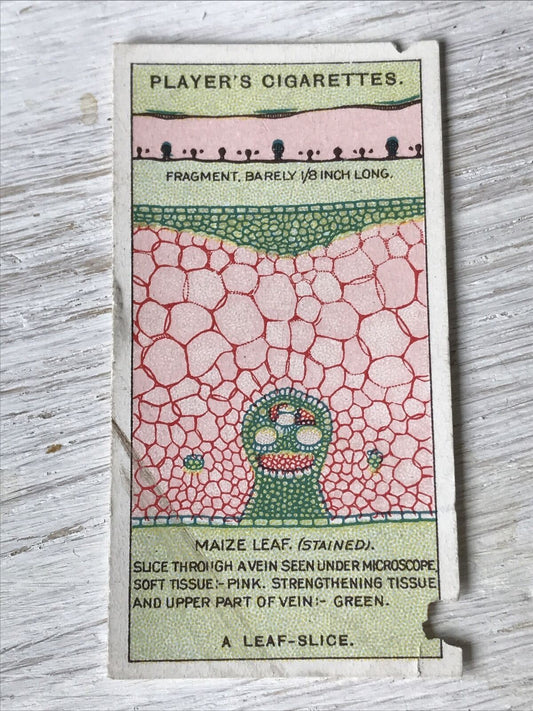 PLAYER'S CIGARETTES.
FRAGMENT, BARELY 1/8 INCH LONG.
MAIZE LEAF. (STAINED).
SLICE THROUGH A VEIN SEEN UNDER MICROSCOPE,
SOFT TISSUE:- PINK. STRENGTHENING TISSUE
AND UPPER PART OF VEIN:- GREEN.
A LEAF-SLICE.